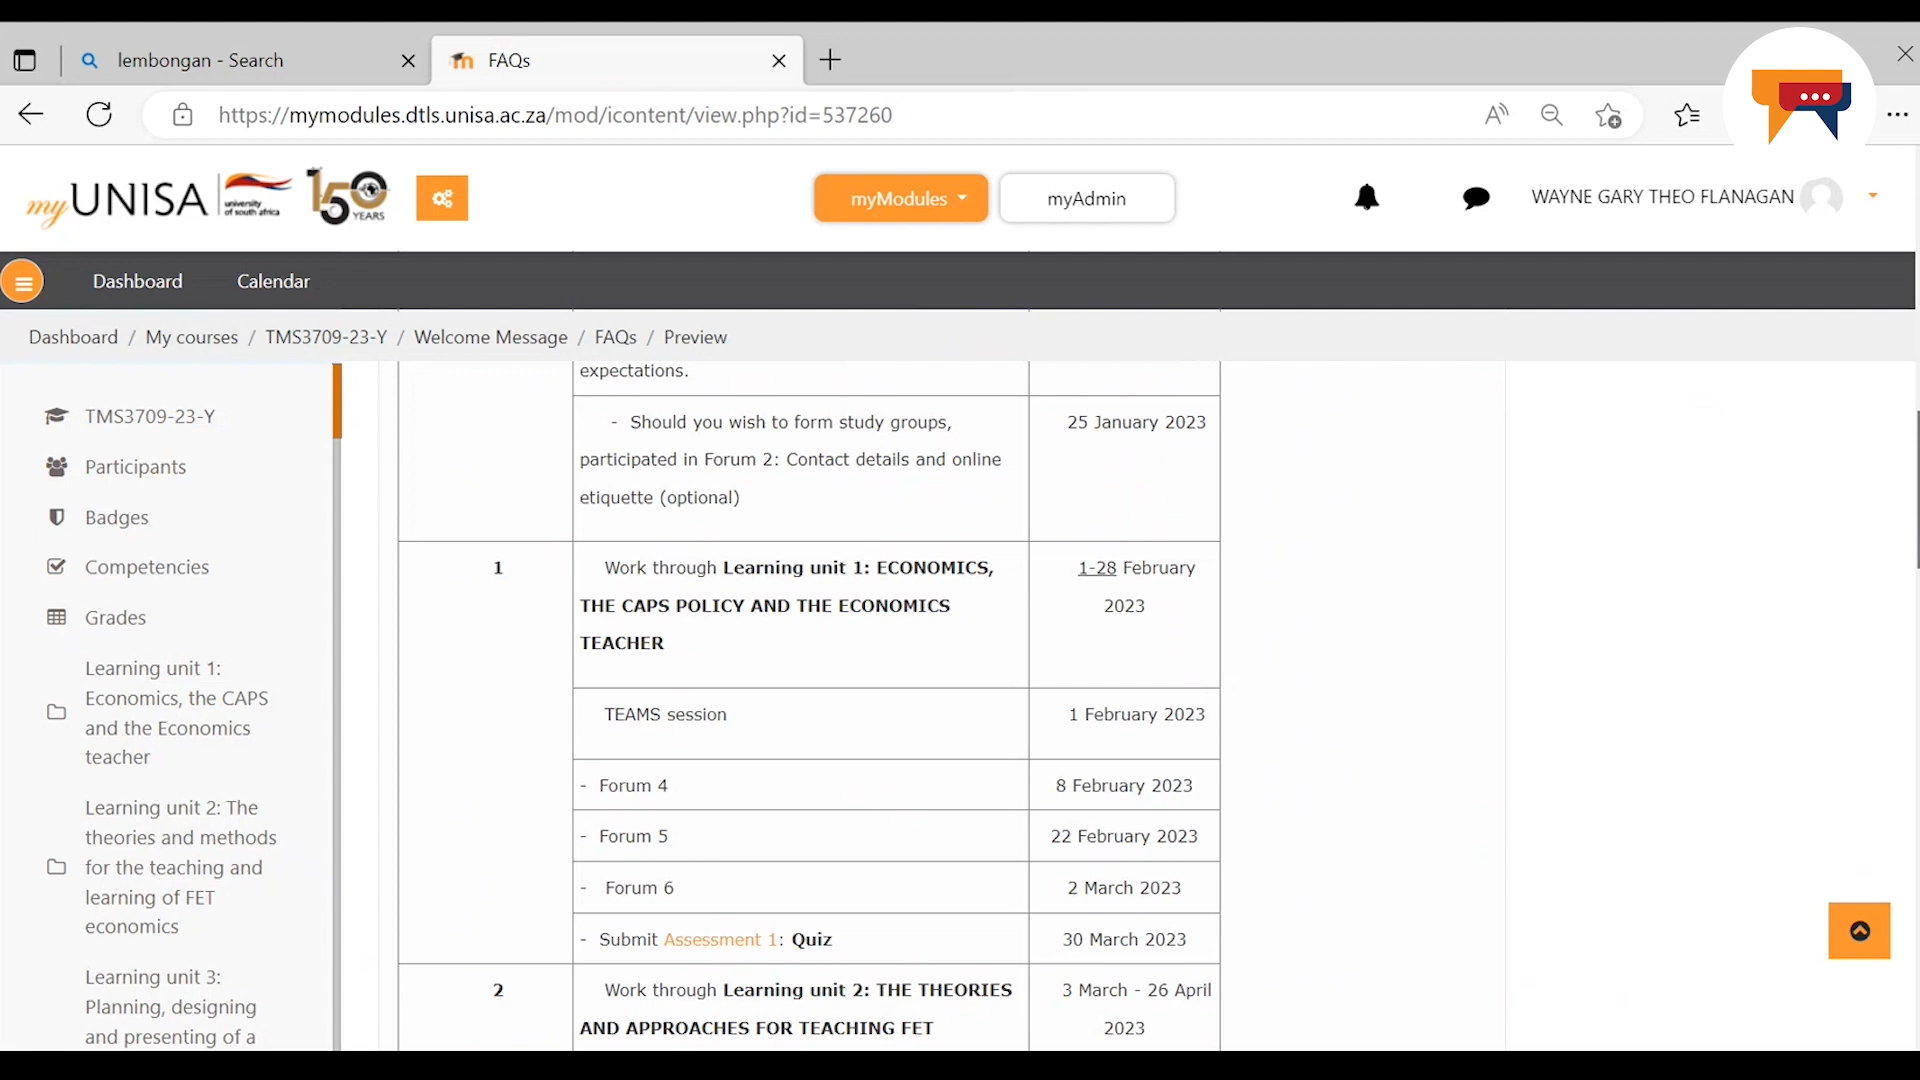 lembongan - Search
FAQs
https://mymodules.dtls.unisa.ac.za/mod/icontent/view.php?id=537260
myUNISA
university
of south africa
150
YEARS
myModules
myAdmin
WAYNE GARY THEO FLANAGAN
Dashboard
Calendar
Dashboard / My courses / TMS3709-23-Y / Welcome Message / FAQs / Preview
TMS3709-23-Y
Participants
Badges
Competencies
Grades
Learning unit 1:
Economics, the CAPS
and the Economics
teacher
Learning unit 2: The
theories and methods
for the teaching and
learning of FET
economics
Learning unit 3:
Planning, designing
and presenting of a
expectations.
- Should you wish to form study groups,
participated in Forum 2: Contact details and online
etiquette (optional)
25 January 2023
1
Work through Learning unit 1: ECONOMICS,
THE CAPS POLICY AND THE ECONOMICS
TEACHER
1-28 February
2023
TEAMS session
1 February 2023
- Forum 4
8 February 2023
- Forum 5
22 February 2023
- Forum 6
2 March 2023
- Submit Assessment 1: Quiz
30 March 2023
2
Work through Learning unit 2: THE THEORIES
AND APPROACHES FOR TEACHING FET
3 March - 26 April
2023